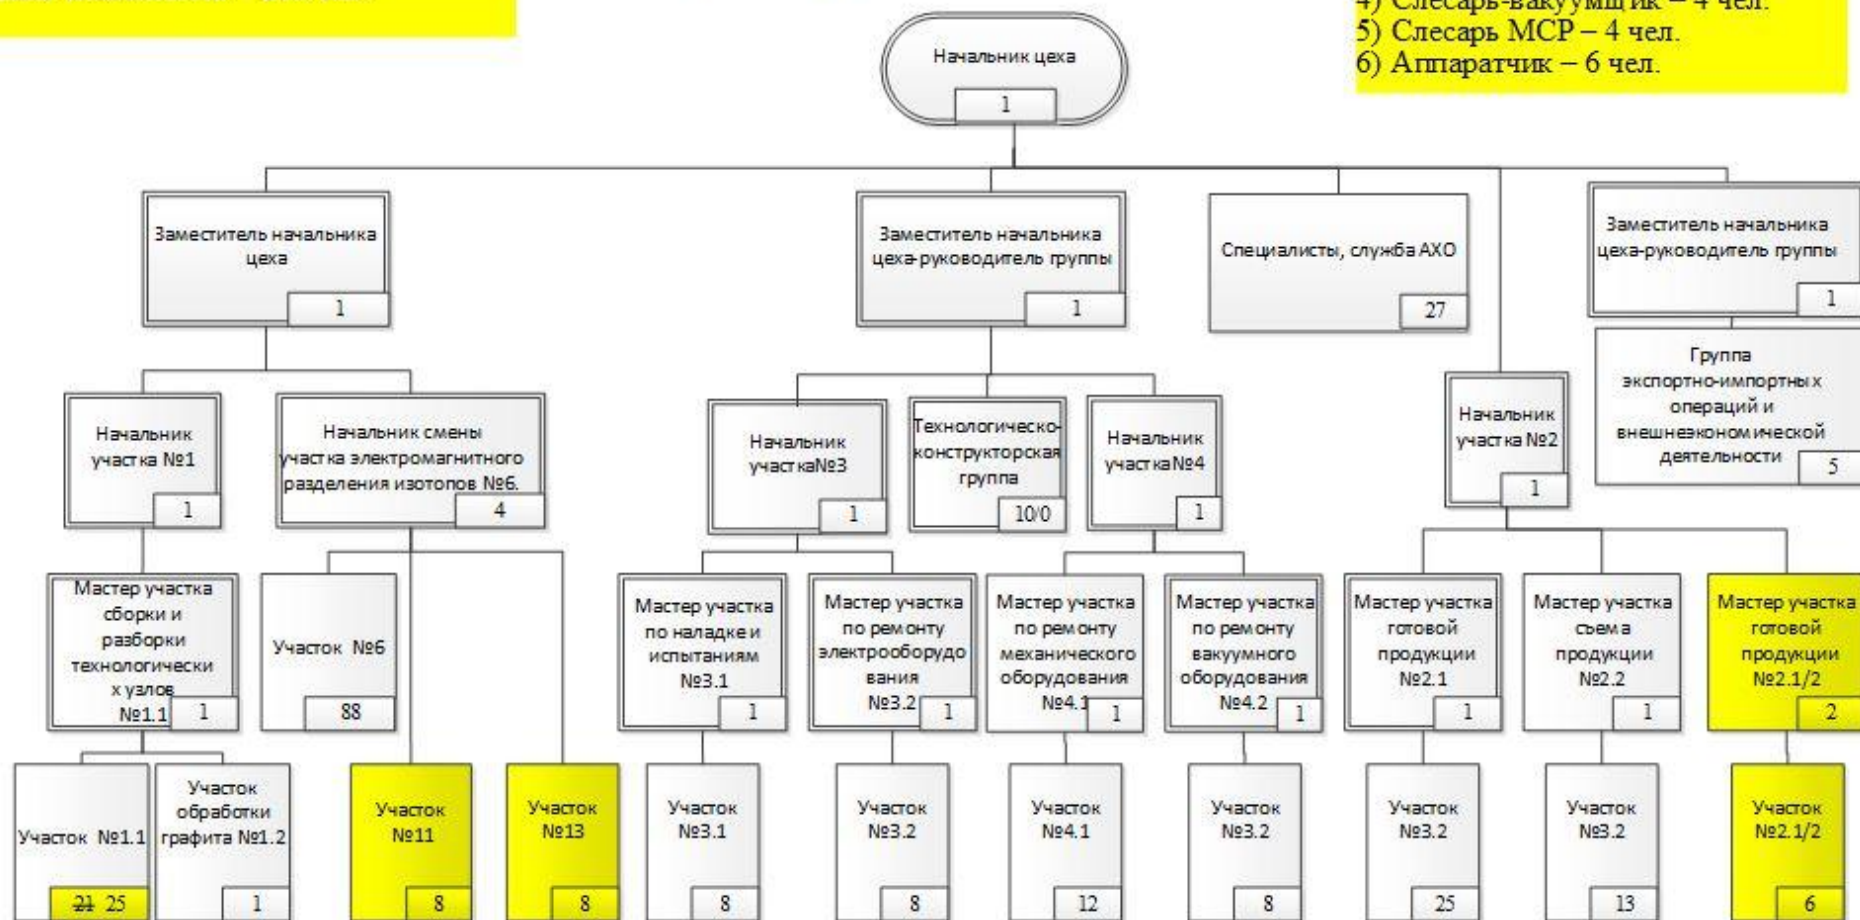 4) Слесарь-вакуумщик – 4 чел.
5) Слесарь МСР – 4 чел.
6) Аппаратчик – 6 чел.
Начальник цеха
1
Заместитель начальника
цеха
1
Заместитель начальника
цеха-руководитель группы
1
Специалисты, служба АХО
27
Заместитель начальника
цеха-руководитель группы
1
Группа
экспортно-импортных
операций и
внешнеэкономической
деятельности
5
Начальник
участка №1
1
Начальник смены
участка электромагнитного
разделения изотопов №6.
4
Начальник
участка№3
1
Технологическо-
конструкторская
группа
10/0
Начальник
участка№4
1
Начальник
участка №2
1
Мастер участка
сборки и
разборки
технологически
х узлов
№1.1
1
Участок №6
88
Мастер участка
по наладке и
испытаниям
№3.1
1
Мастер участка
по ремонту
электрооборудо
вания
№3.2
1
Мастер участка
по ремонту
механического
оборудования
№4.1
1
Мастер участка
по ремонту
вакуумного
оборудования
№4.2
1
Мастер участка
готовой
продукции
№2.1
1
Мастер участка
съема
продукции
№2.2
1
Мастер участка
готовой
продукции
№2.1/2
2
Участок №1.1
21 25
Участок
обработки
графита №1.2
1
Участок
№11
8
Участок
№13
8
Участок
№3.1
8
Участок
№3.2
8
Участок
№4.1
12
Участок
№3.2
8
Участок
№3.2
25
Участок
№3.2
13
Участок
№2.1/2
6